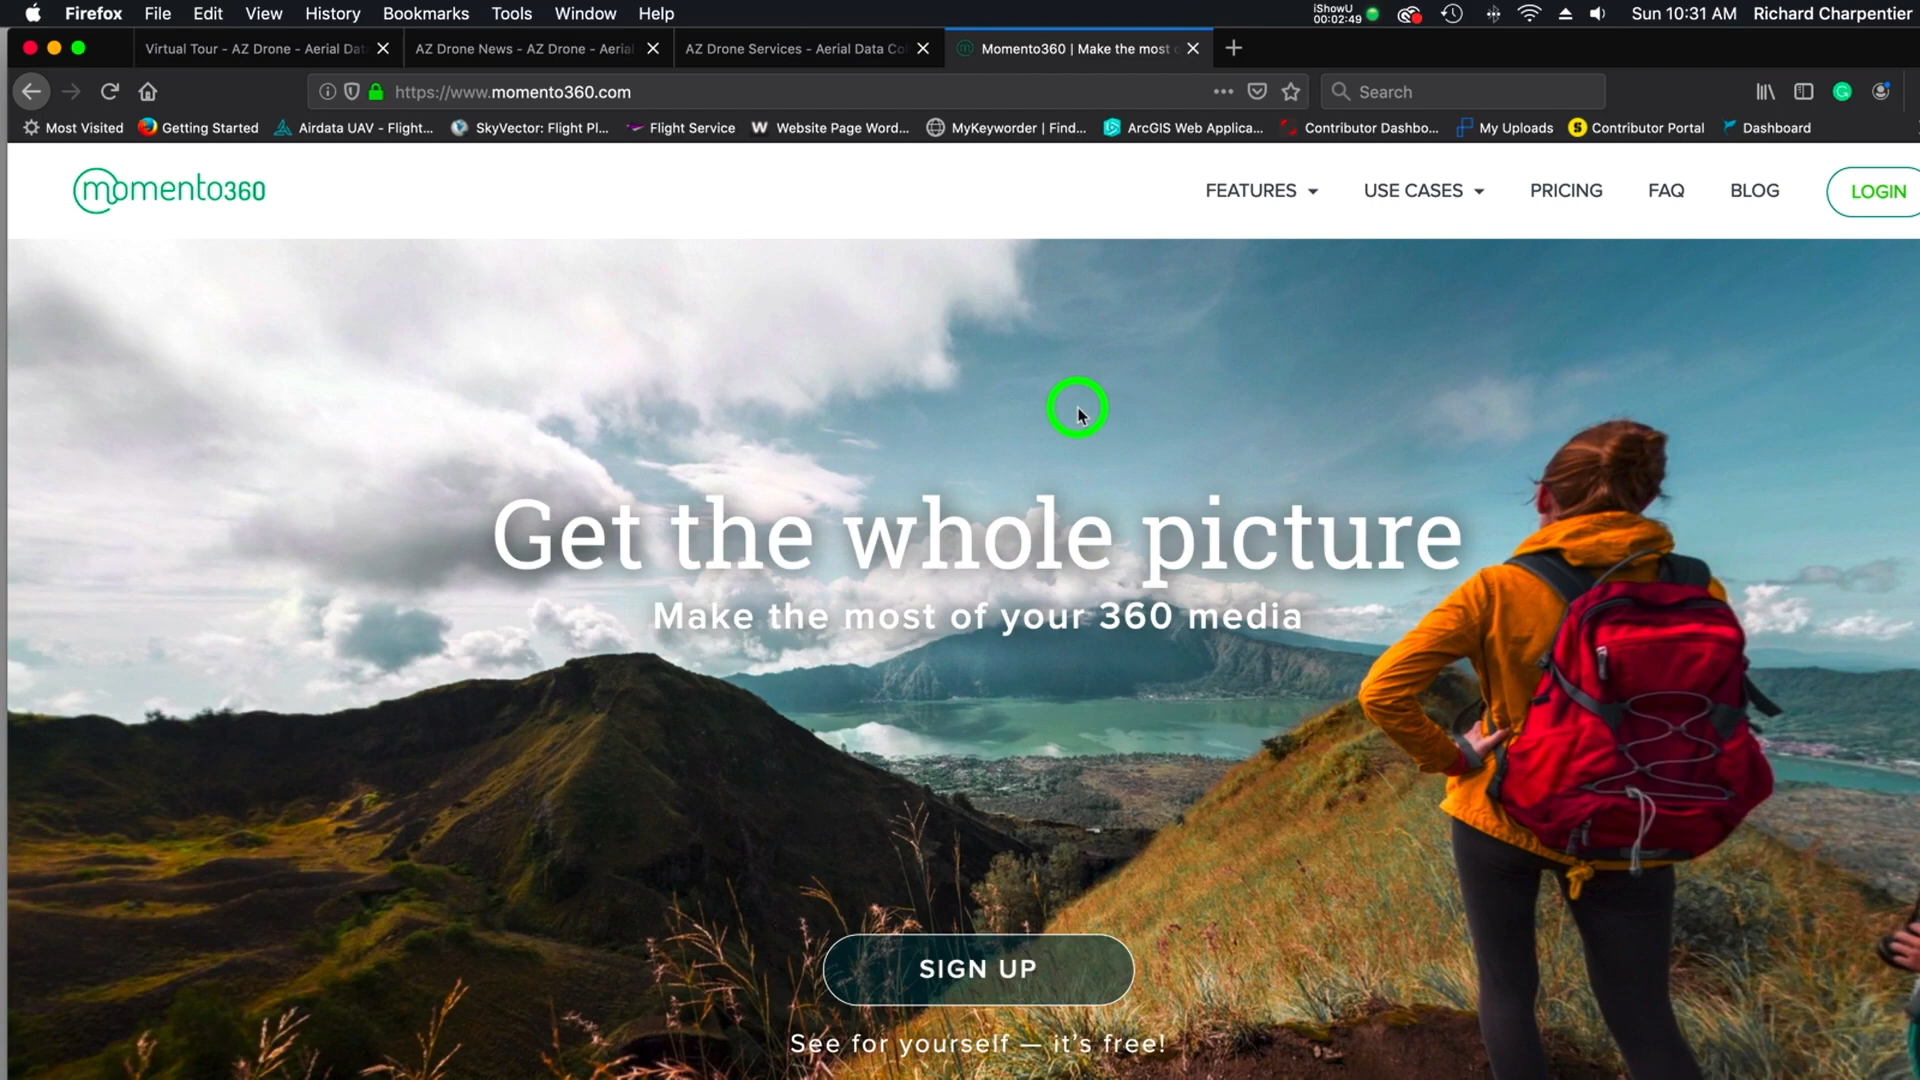 Firefox File Edit View History Bookmarks Tools Window Help iShowU 00:02:49 Sun 10:31 AM Richard Charpentier
Virtual Tour - AZ Drone - Aerial Dat AZ Drone News - AZ Drone - Aerial AZ Drone Services - Aerial Data Co Momento360 | Make the most
https://www.momento360.com Search
Most Visited Getting Started Airdata UAV - Flight... SkyVector: Flight Pl... Flight Service W Website Page Word... MyKeyworder | Find... ArcGIS Web Applica... Contributor Dashbo... My Uploads S Contributor Portal Dashboard
momento360 FEATURES USE CASES PRICING FAQ BLOG LOGIN
Get the whole picture
Make the most of your 360 media
SIGN UP
See for yourself — it's free!